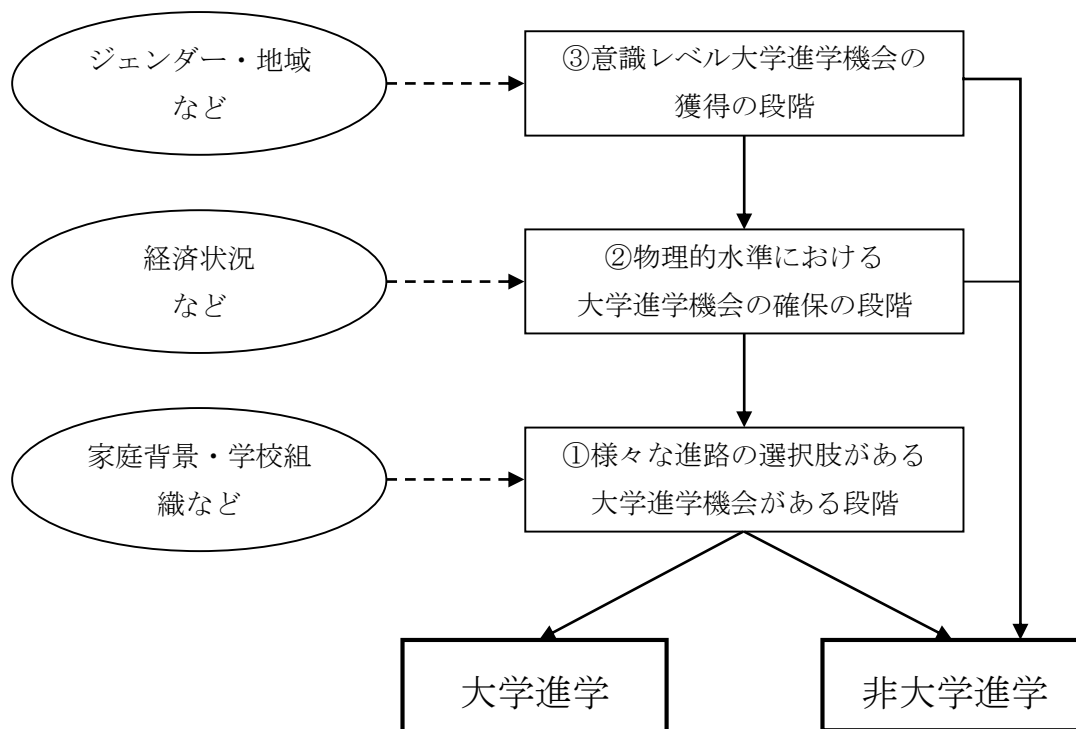 ジェンダー・地域
など
③意識レベル大学進学機会の
獲得の段階
経済状況
など
②物理的水準における
大学進学機会の確保の段階
家庭背景・学校組
織など
①様々な進路の選択肢がある
大学進学機会がある段階
大学進学
非大学進学